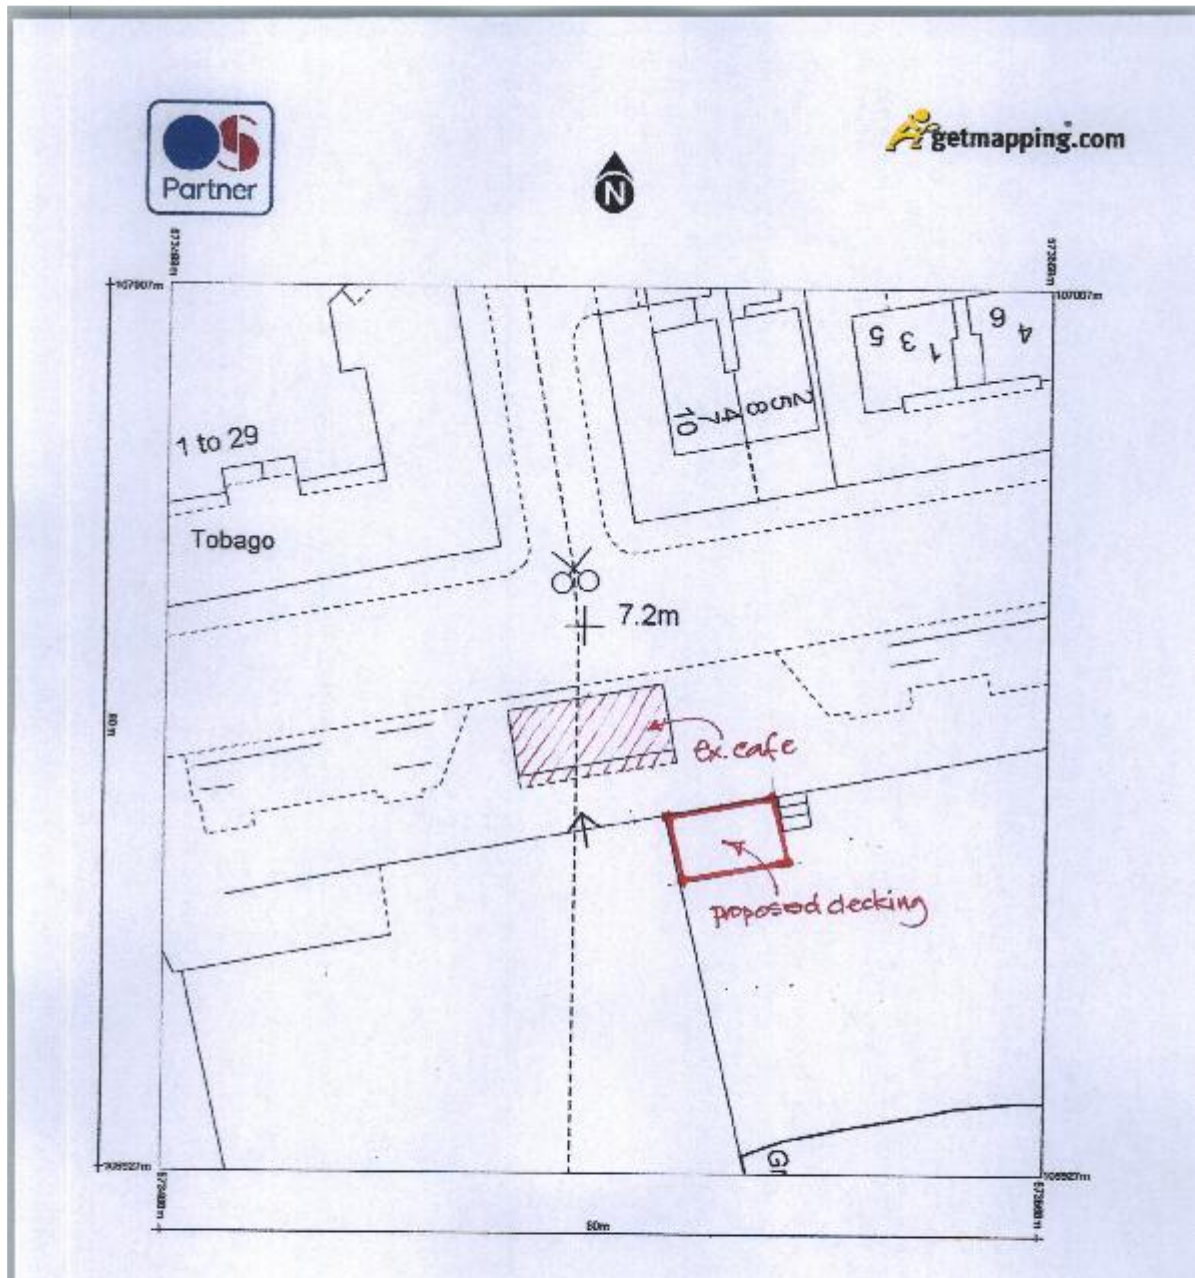 OS
Partner
getmapping.com
N
107007m
5 3 1 6 4
10 7 4 8 5 2
1 to 29
Tobago
7.2m
80m
ex. cafe
proposed decking
Gr
80m